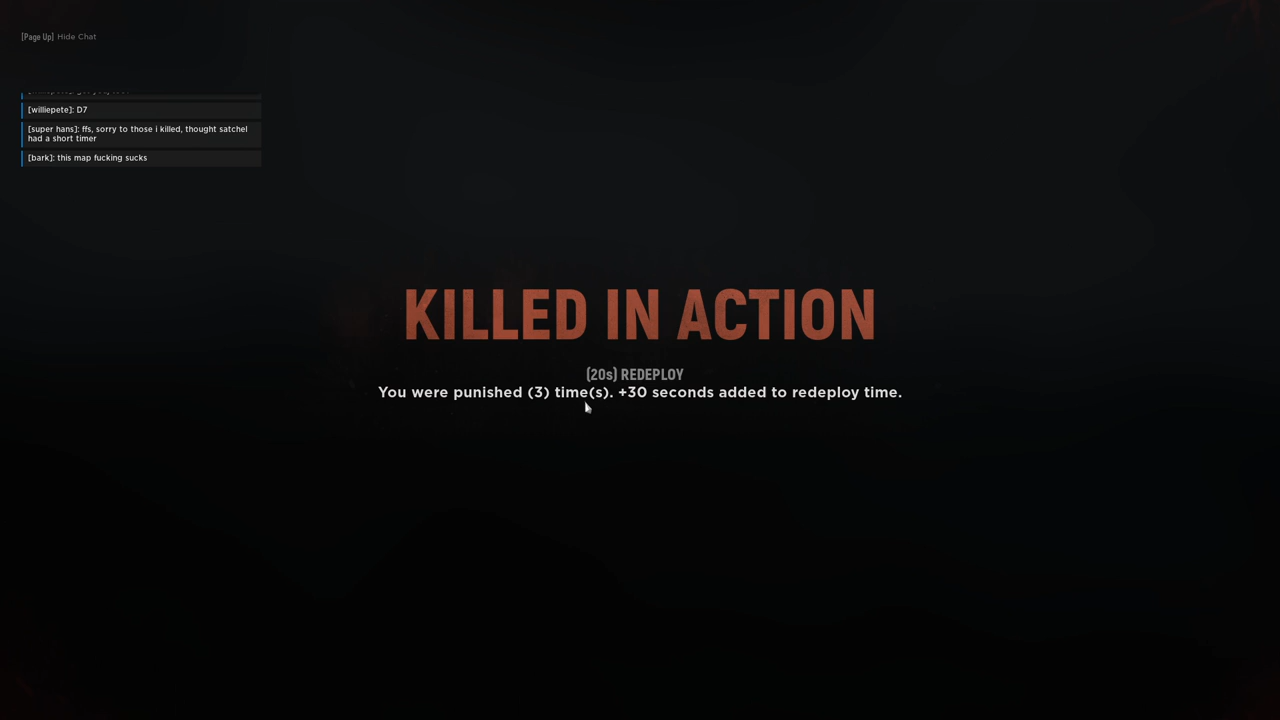 [Page Up] Hide Chat
[williepete]: D7
[super hans]: ffs, sorry to those i killed, thought satchel
had a short timer
[bark]: this map fucking sucks
KILLED IN ACTION
(20s) REDEPLOY
You were punished (3) time(s). +30 seconds added to redeploy time.